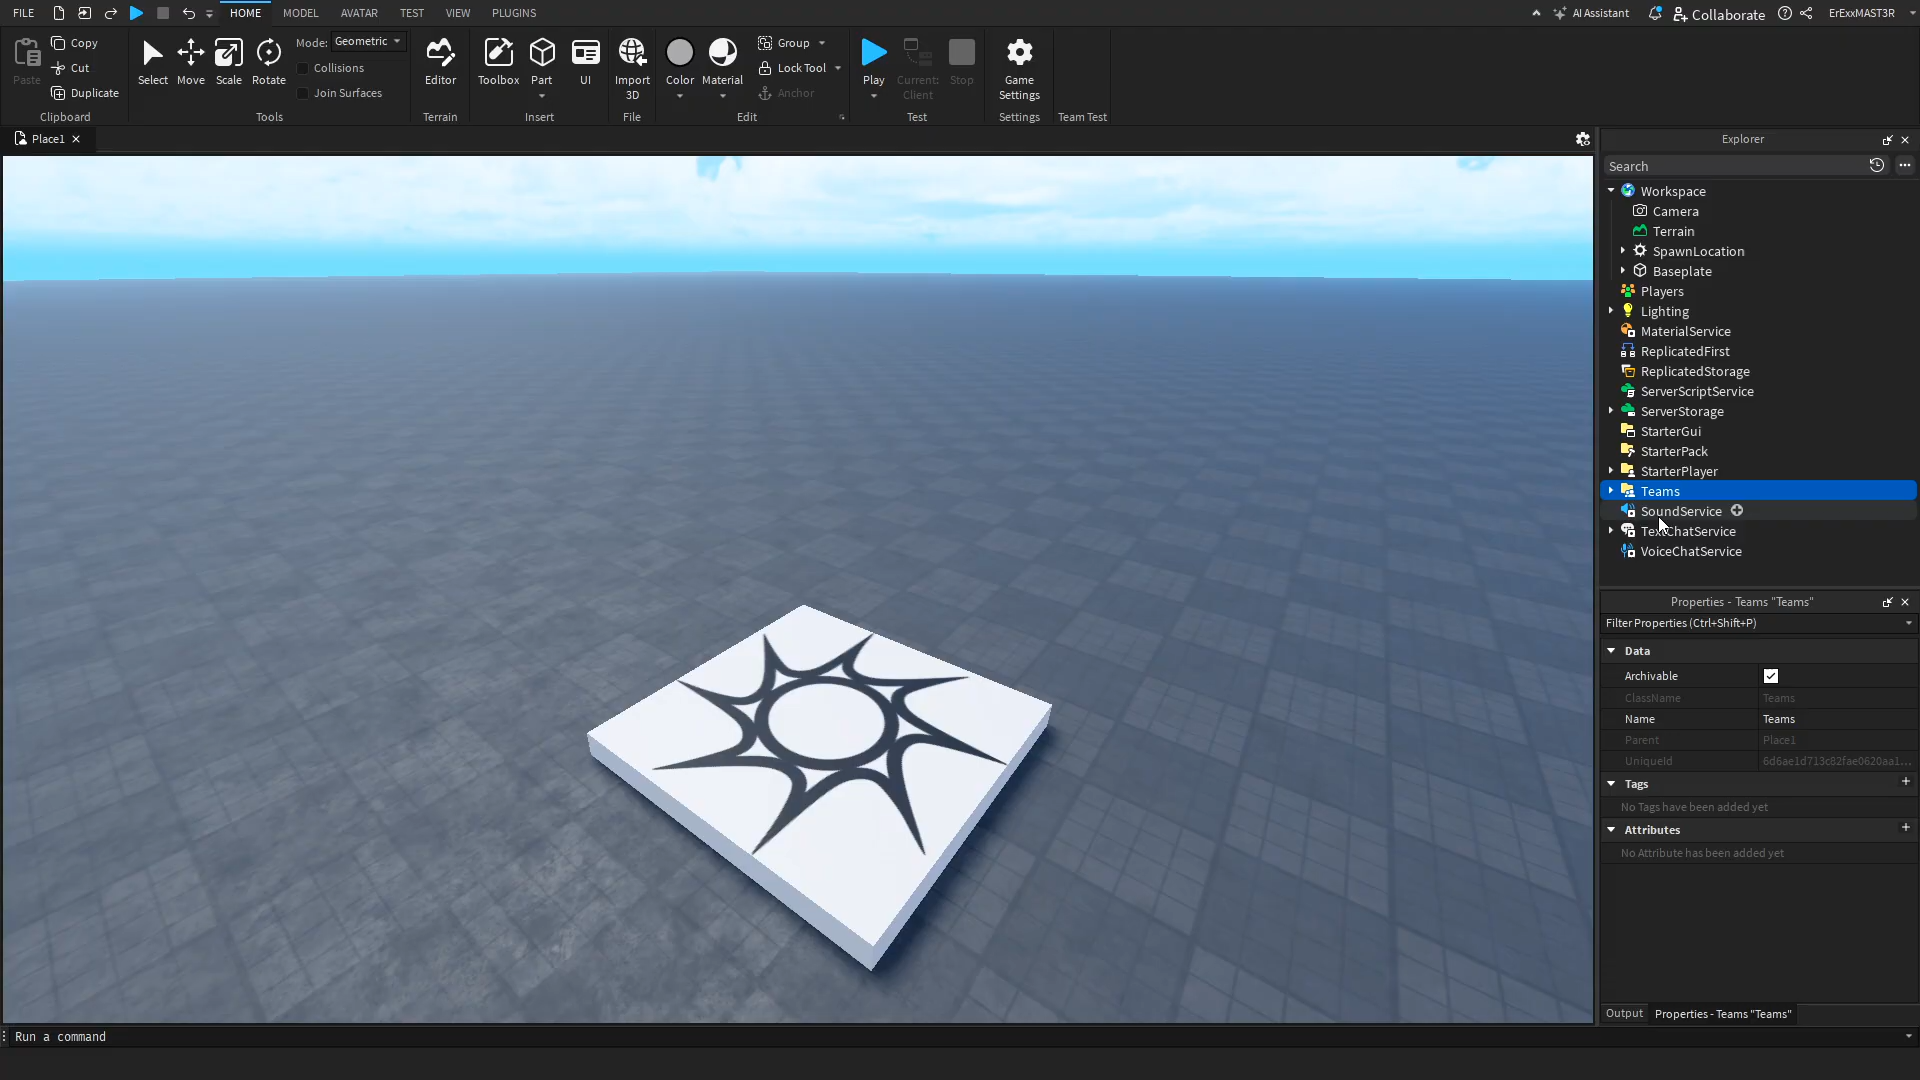 FILE HOME MODEL AVATAR TEST VIEW PLUGINS AI Assistant Collaborate ErExxMAST3R
Paste Copy Cut Duplicate Clipboard
Select Move Scale Rotate Mode: Geometric Collisions Join Surfaces Tools
Editor Terrain
Toolbox Part UI Insert
Import 3D File
Color Material Group Lock Tool Anchor Edit
Play Current: Client Stop Test
Game Settings Settings
Team Test
Place1
Explorer
Search
Workspace
Camera
Terrain
SpawnLocation
Baseplate
Players
Lighting
MaterialService
ReplicatedFirst
ReplicatedStorage
ServerScriptService
ServerStorage
StarterGui
StarterPack
StarterPlayer
Teams
SoundService
TextChatService
VoiceChatService
Properties - Teams "Teams"
Filter Properties (Ctrl+Shift+P)
Data
Archivable
ClassName Teams
Name Teams
Parent Place1
UniqueId 6d6ae1d713c82fae0620aa1...
Tags
No Tags have been added yet
Attributes
No Attribute has been added yet
Output Properties - Teams "Teams"
Run a command